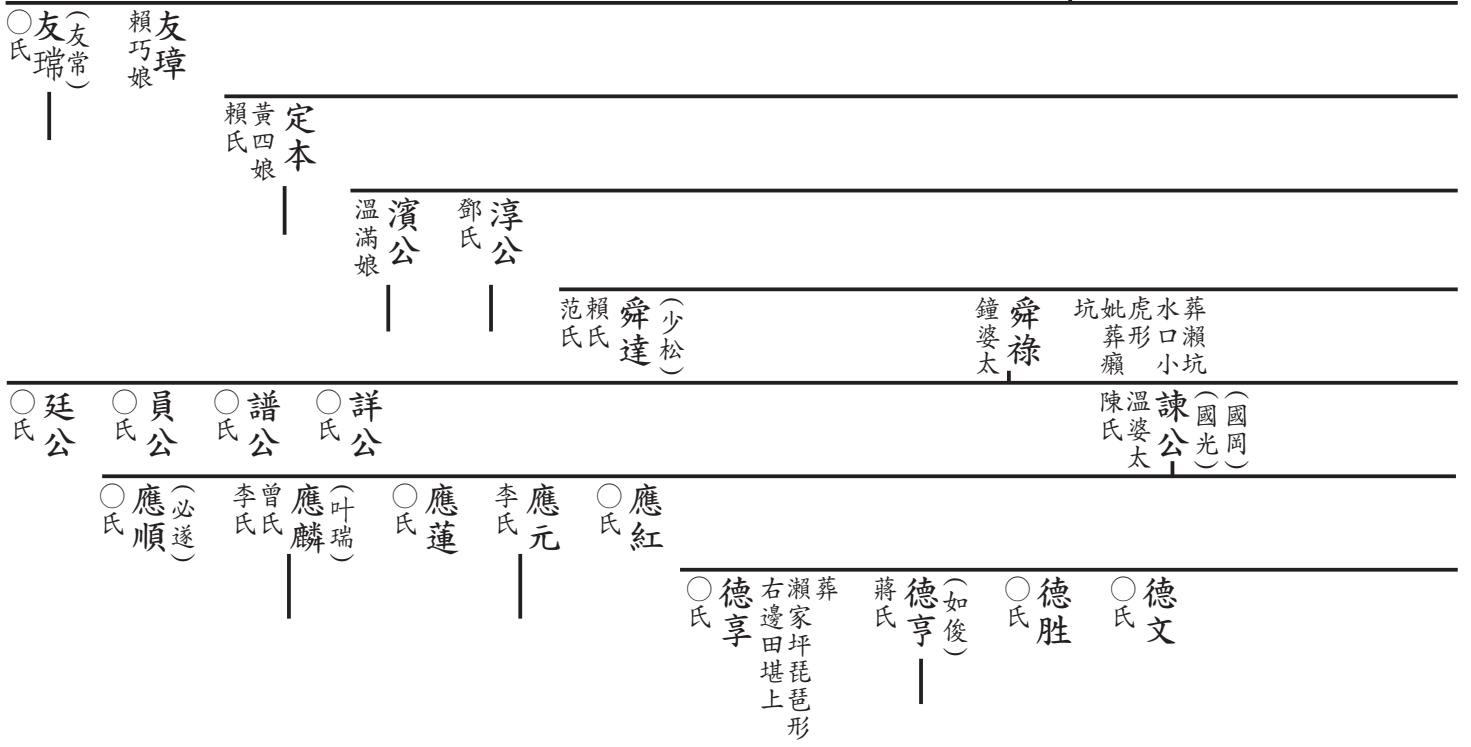 友璋
賴巧娘
（友常）
友瑺
○氏
定本
黃四娘
賴氏
淳公
鄧氏
濱公
溫滿娘
葬瀨坑
水口小
虎形
妣葬癩
坑
舜祿
鐘婆太
（少松）
舜達
賴氏
范氏
（國岡）
（國光）
諫公
溫婆太
陳氏
詳公
○氏
譜公
○氏
員公
○氏
廷公
○氏
應紅
○氏
應元
李氏
應蓮
○氏
（叶瑞）
應麟
曾氏
李氏
（必遂）
應順
○氏
德文
○氏
德胜
○氏
（如俊）
德亨
蔣氏
葬
瀨家坪琵琶形
右邊田堪上
德享
○氏